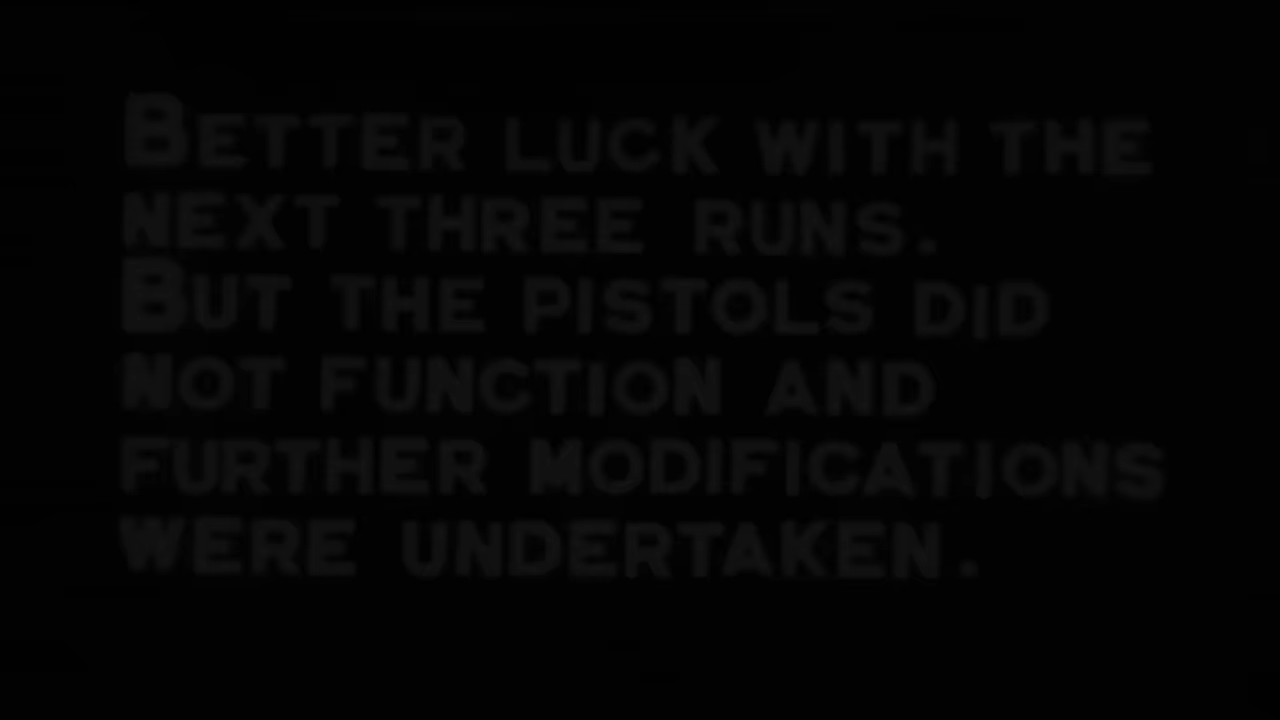 BETTER LUCK WITH THE
NEXT THREE RUNS.
BUT THE PISTOLS DID
NOT FUNCTION AND
FURTHER MODIFICATIONS
WERE UNDERTAKEN.